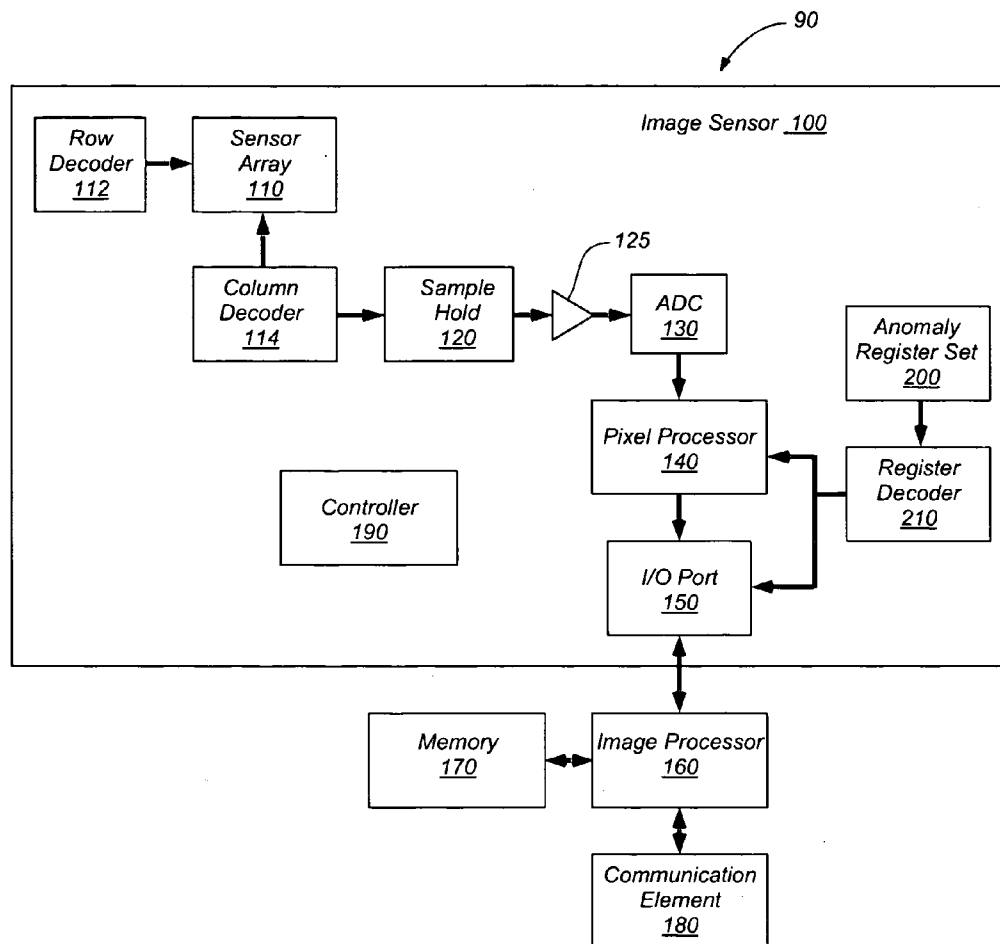 90
Image Sensor 100
Row
Decoder
112
Sensor
Array
110
125
Column
Decoder
114
Sample
Hold
120
ADC
130
Anomaly
Register Set
200
Pixel Processor
140
Register
Decoder
210
Controller
190
I/O Port
150
Memory
170
Image Processor
160
Communication
Element
180